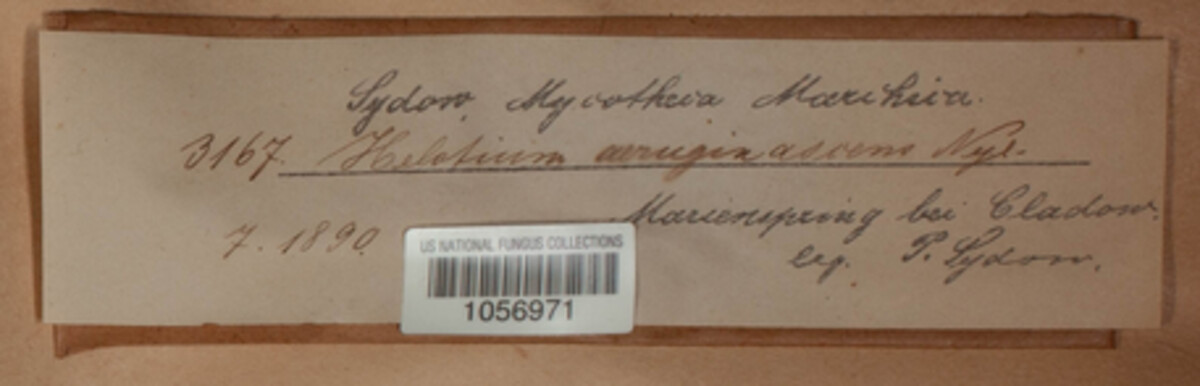 Sydow, Mycotheca Marchica.
3167. Helotium aeruginascens Nyl.
Marienspring bei Cladow.
7. 1890.
leg. P. Sydow.
US NATIONAL FUNGUS COLLECTIONS
1056971